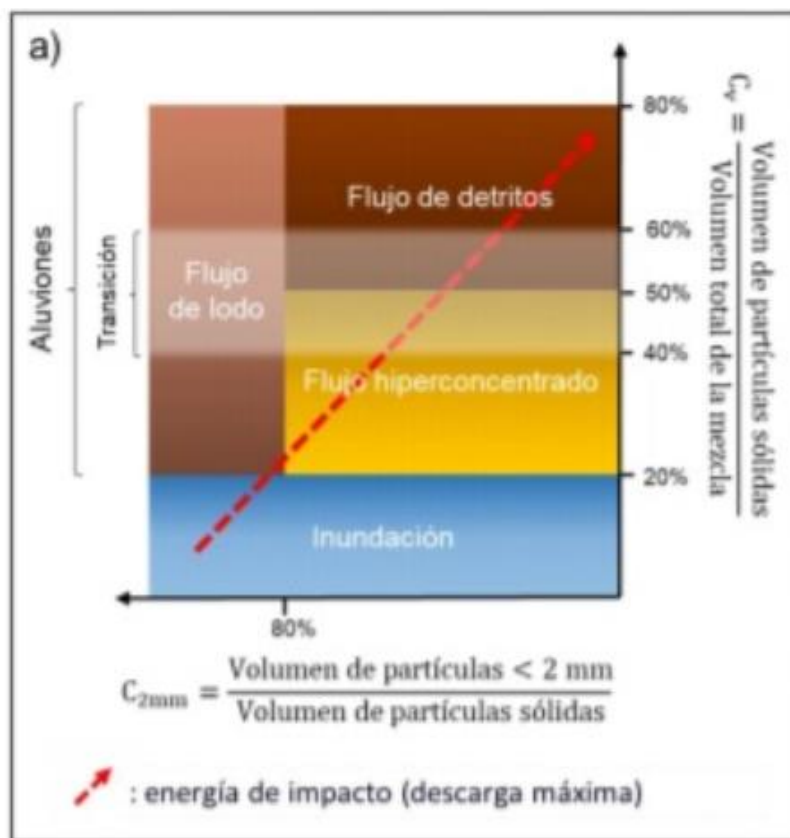 a)
80%
Flujo de detritos
60%
Flujo
de lodo
50%
40%
Flujo hiperconcentrado
20%
Inundación
Aluviones
Transición
C_v = Volumen de partículas sólidas / Volumen total de la mezcla
80%
C_2mm = Volumen de partículas < 2 mm / Volumen de partículas sólidas
: energía de impacto (descarga máxima)